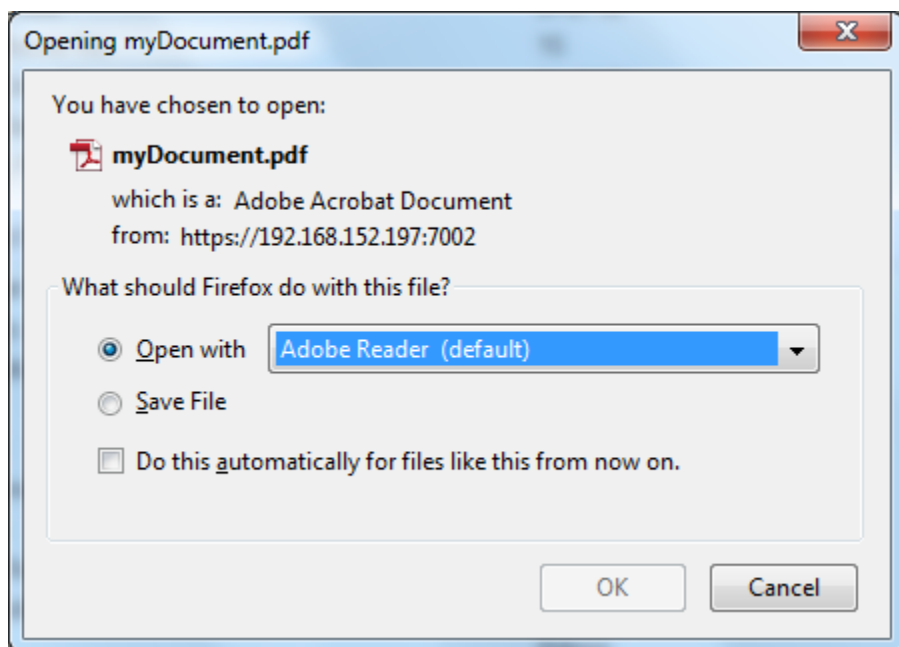 Opening myDocument.pdf
You have chosen to open:
myDocument.pdf
which is a: Adobe Acrobat Document
from: https://192.168.152.197:7002
What should Firefox do with this file?
Open with Adobe Reader (default)
Save File
Do this automatically for files like this from now on.
OK Cancel